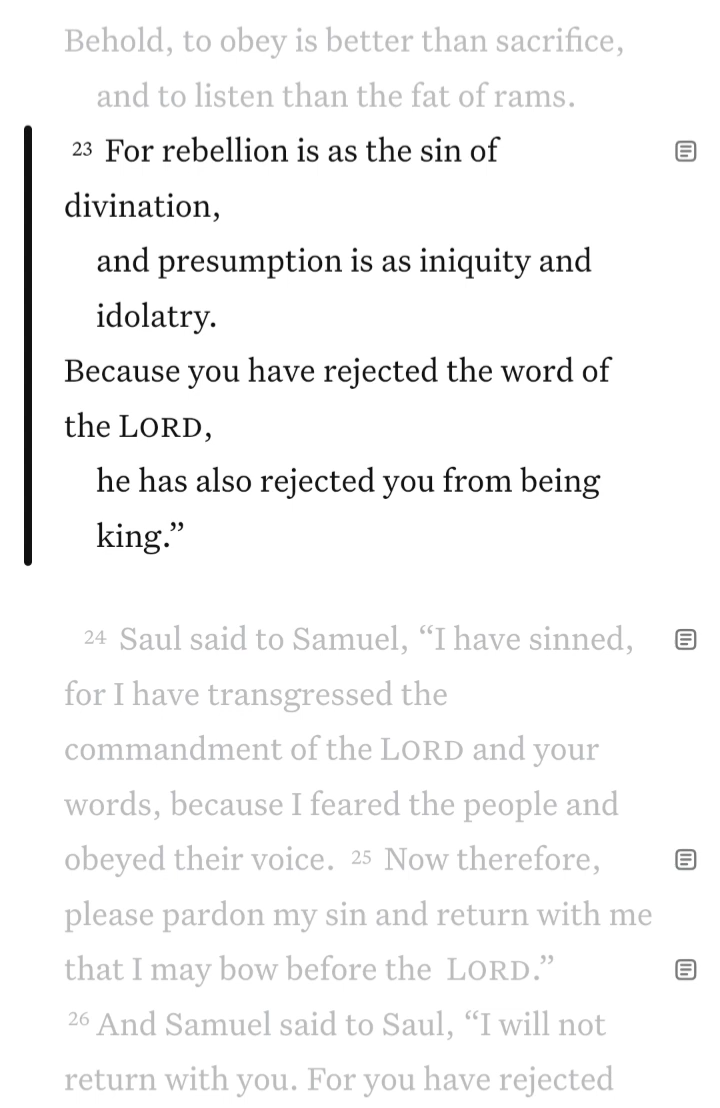 Behold, to obey is better than sacrifice,
and to listen than the fat of rams.
23 For rebellion is as the sin of
divination,
and presumption is as iniquity and
idolatry.
Because you have rejected the word of
the LORD,
he has also rejected you from being
king.”
24 Saul said to Samuel, “I have sinned,
for I have transgressed the
commandment of the LORD and your
words, because I feared the people and
obeyed their voice. 25 Now therefore,
please pardon my sin and return with me
that I may bow before the LORD.”
26 And Samuel said to Saul, “I will not
return with you. For you have rejected